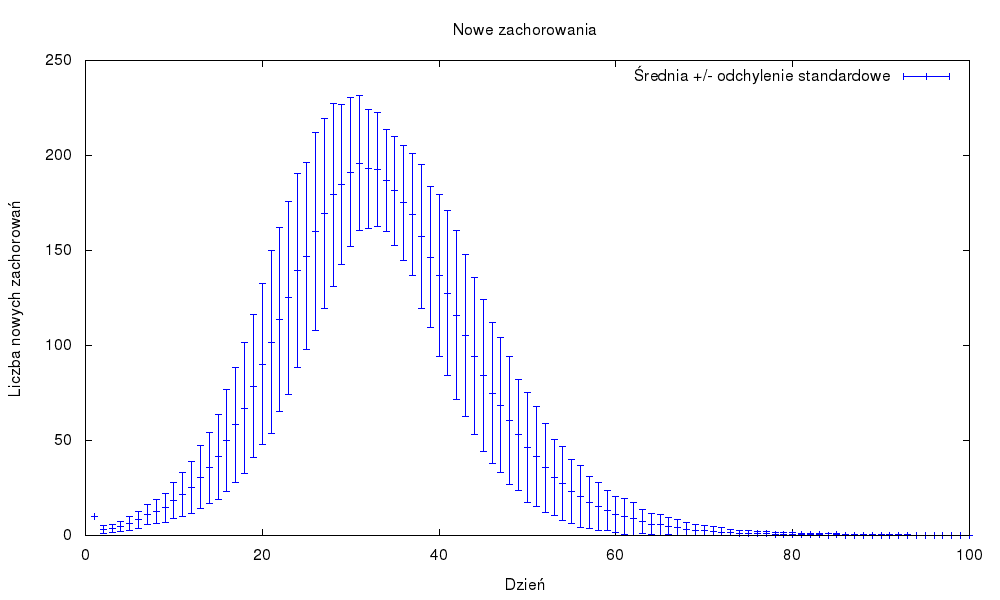 Nowe zachorowania
Średnia +/- odchylenie standardowe
Liczba nowych zachorowań
250
200
150
100
50
0
0 20 40 60 80 100
Dzień